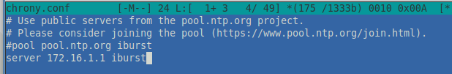 chrony.conf [-M--] 24 L:[ 1+ 3 4/ 49] *(175 /1333b) 0010 0x00A [*
# Use public servers from the pool.ntp.org project.
# Please consider joining the pool (https://www.pool.ntp.org/join.html).
#pool pool.ntp.org iburst
server 172.16.1.1 iburst